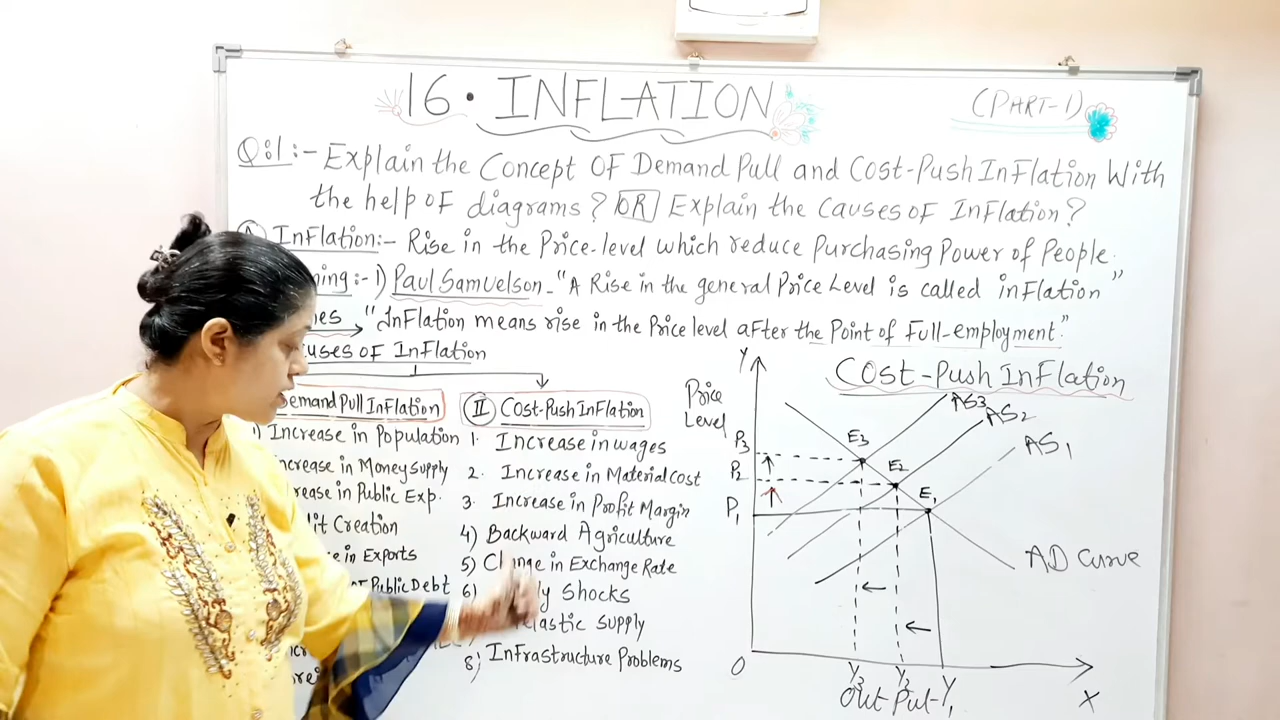 16. INFLATION
(PART-1)
Q:1:- Explain the Concept OF Demand Pull and Cost-Push Inflation With
the help OF diagrams? OR Explain the Causes OF Inflation?
Inflation:- Rise in the Price-level which reduce Purchasing Power of People.
1) Paul Samuelson - "A Rise in the general Price Level is called inflation"
"Inflation means rise in the Price level after the Point of Full-employment."
OF Inflation
Demand Pull Inflation
1) Increase in Population
Increase in Money Supply
in Public Exp.
Creation
in Exports
OF Public Debt
II Cost-Push Inflation
1. Increase in wages
2. Increase in Material Cost
3. Increase in Profit Margin
4) Backward Agriculture
5) Change in Exchange Rate
6) Shocks
Supply
8) Infrastructure Problems
Cost-Push Inflation
Y
Price
Level
P3
P2
P1
E3
E2
E1
AS3
AS2
AS1
AD Curve
O
Y3
Y2
Y1
X
Out-Put